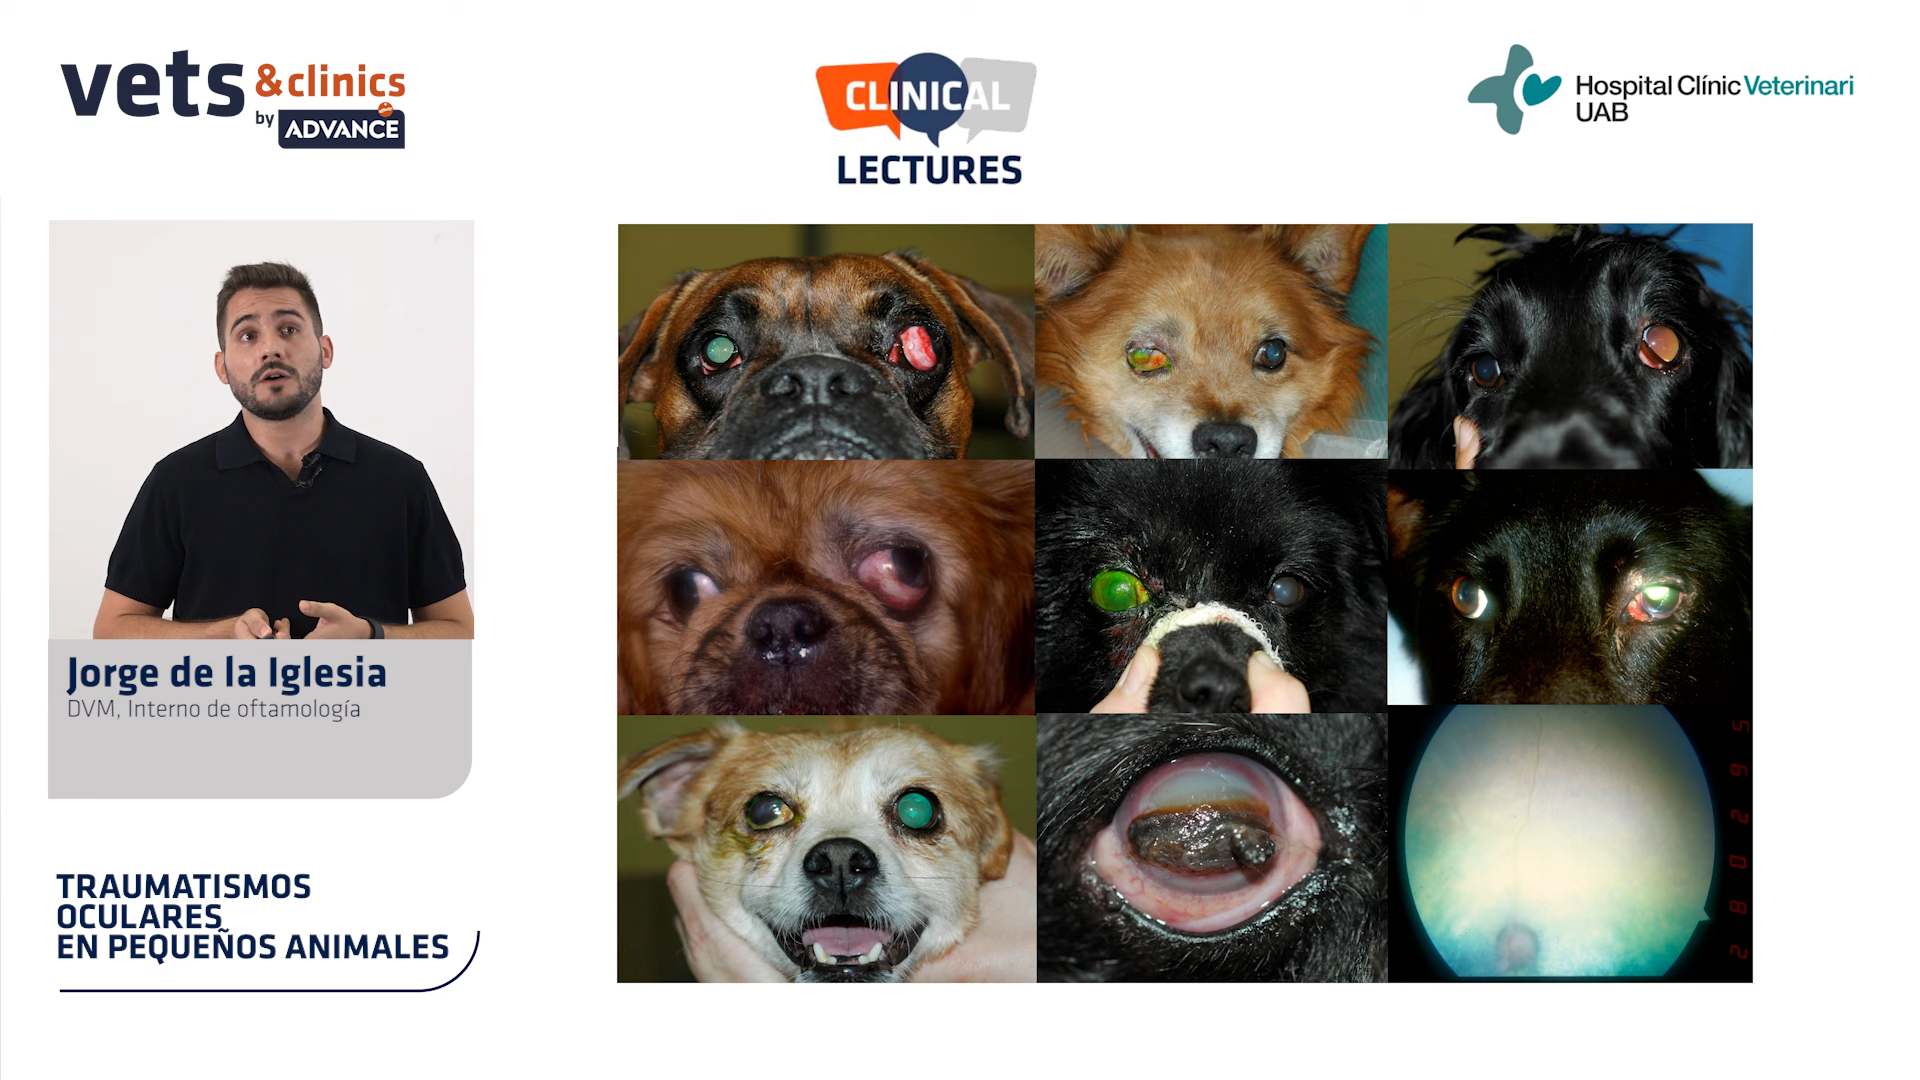 vets &clinics
by ADVANCE
CLINICAL
LECTURES
Hospital Clínic Veterinari
UAB
Jorge de la Iglesia
DVM, Interno de oftamología
TRAUMATISMOS
OCULARES
EN PEQUEÑOS ANIMALES